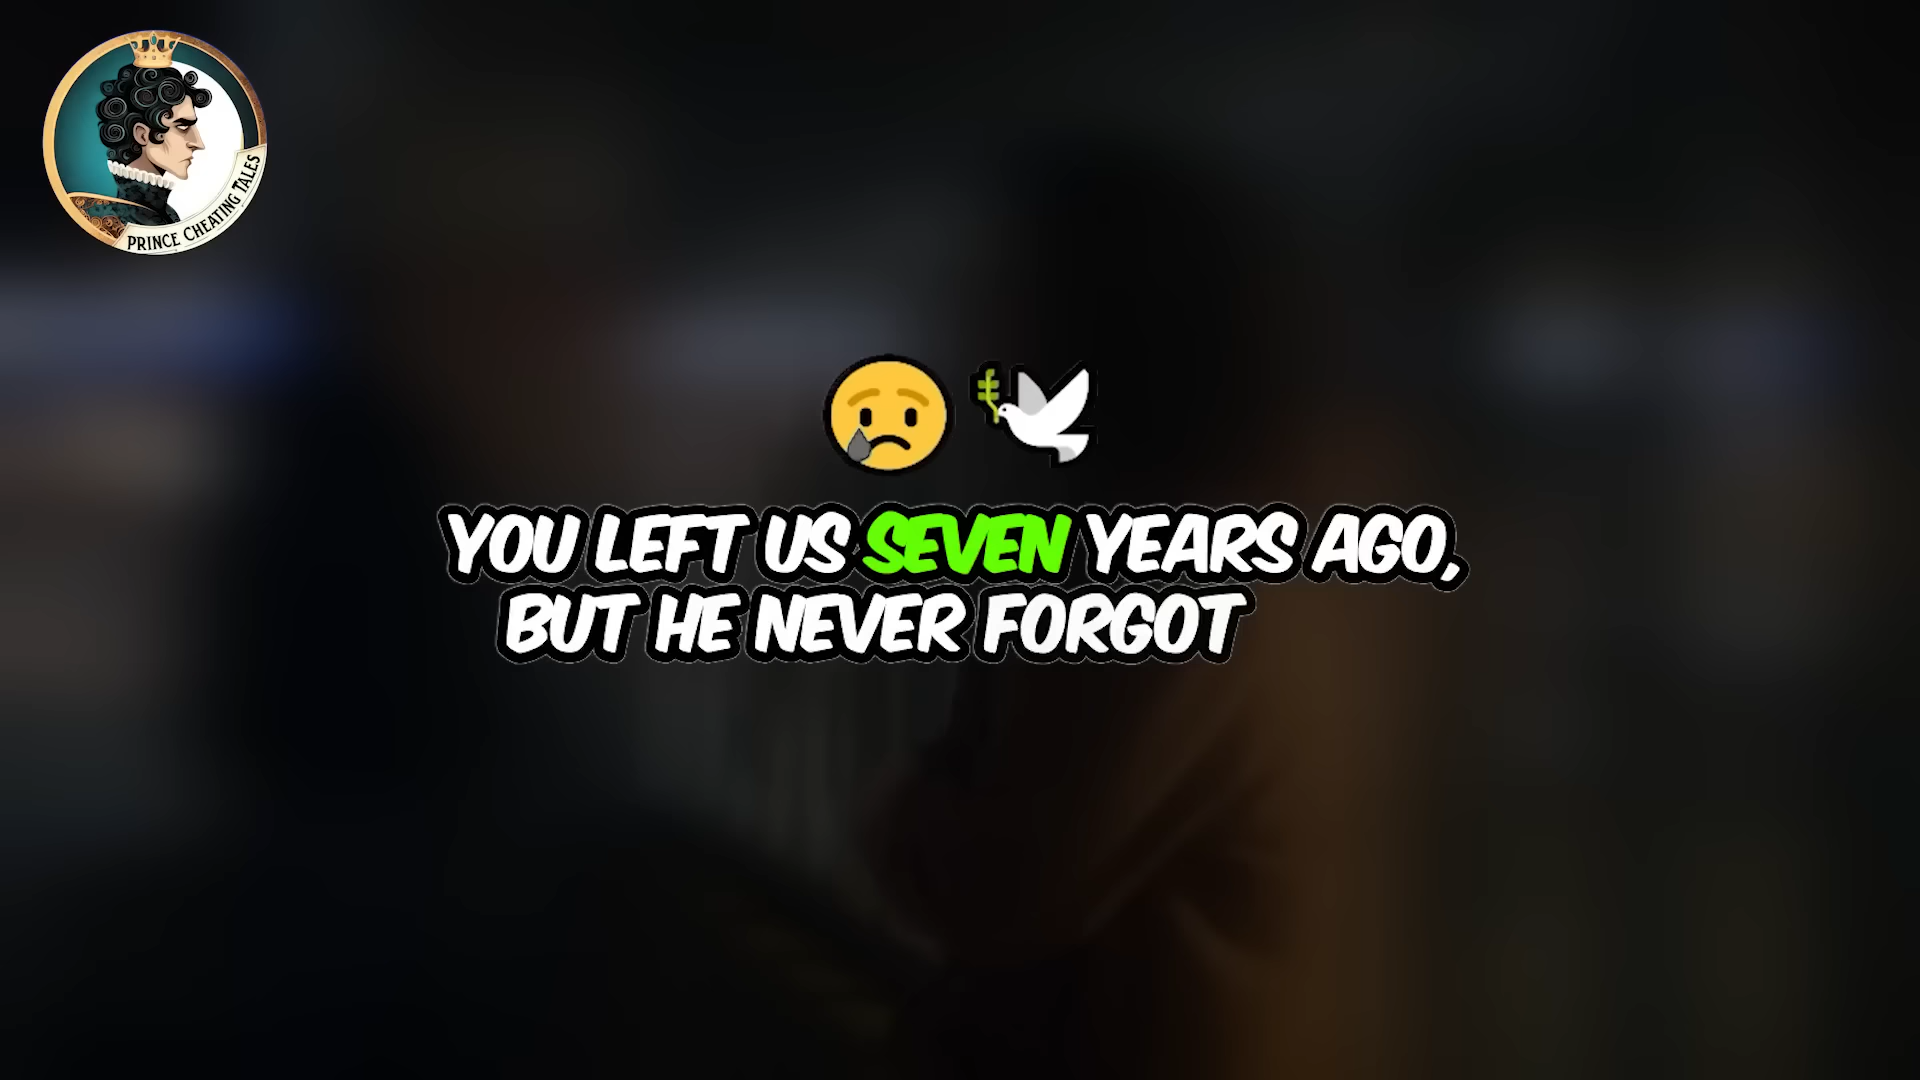 PRINCE CHEATING TALES
YOU LEFT US SEVEN YEARS AGO,
BUT HE NEVER FORGOT